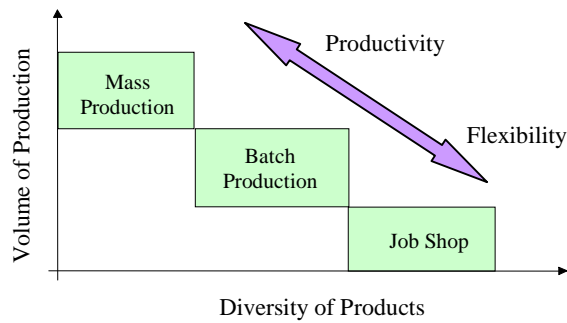 Productivity
Mass
Production
Flexibility
Batch
Production
Job Shop
Volume of Production
Diversity of Products